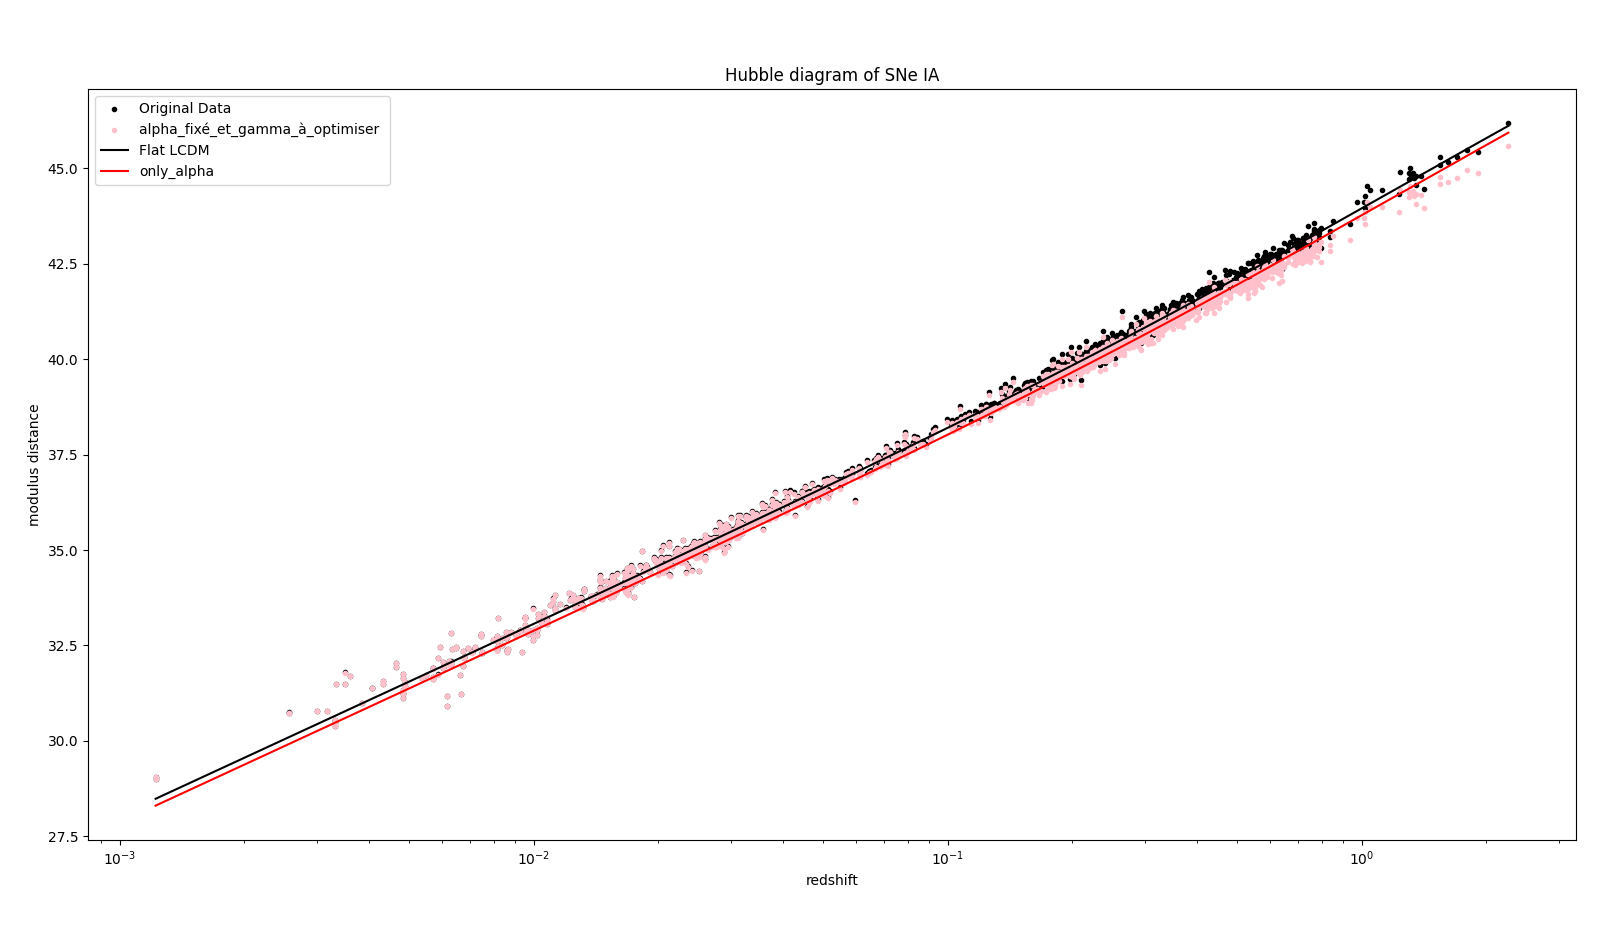 Hubble diagram of SNe IA
Original Data
alpha_fixé_et_gamma_à_optimiser
Flat LCDM
only_alpha
45.0
42.5
40.0
37.5
35.0
32.5
30.0
27.5
modulus distance
10⁻³
10⁻²
10⁻¹
10⁰
redshift